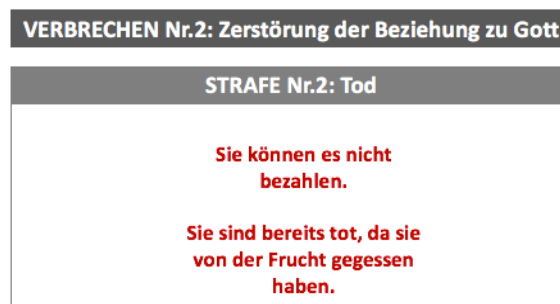 VERBRECHEN Nr.2: Zerstörung der Beziehung zu Gott
STRAFE Nr.2: Tod
Sie können es nicht
bezahlen.
Sie sind bereits tot, da sie
von der Frucht gegessen
haben.